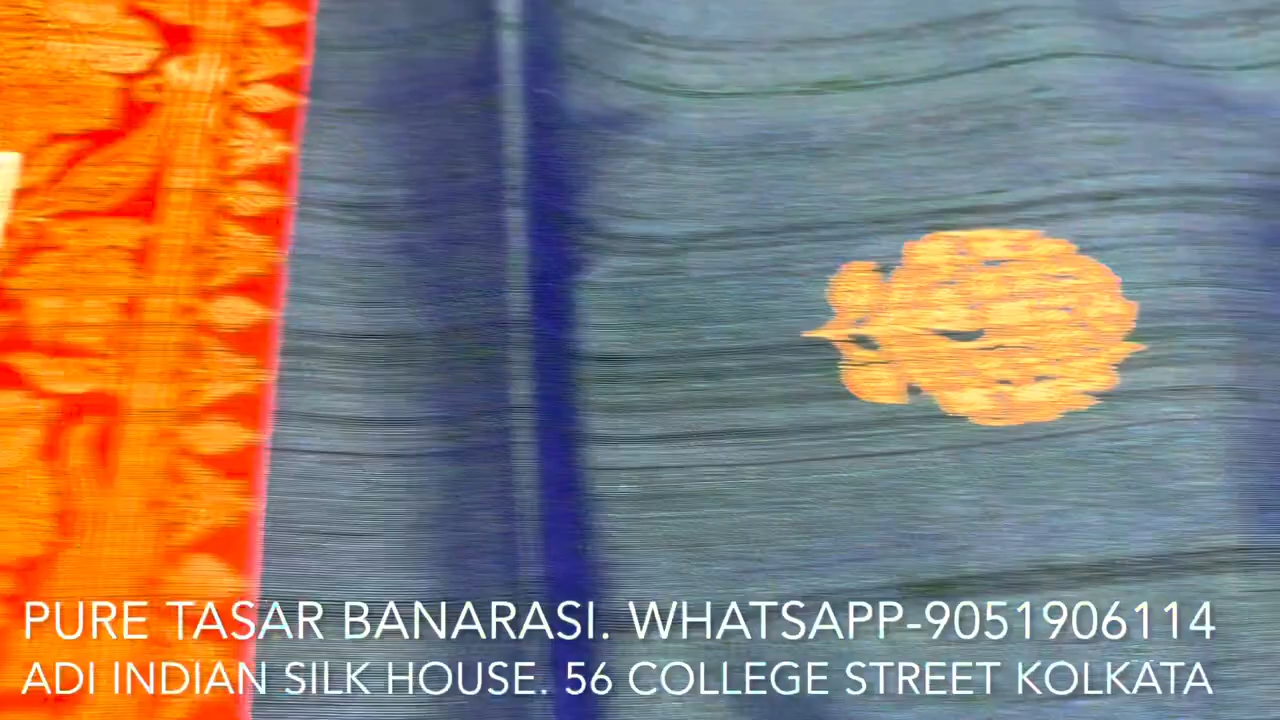 PURE TASAR BANARASI. WHATSAPP-9051906114
ADI INDIAN SILK HOUSE. 56 COLLEGE STREET KOLKATA